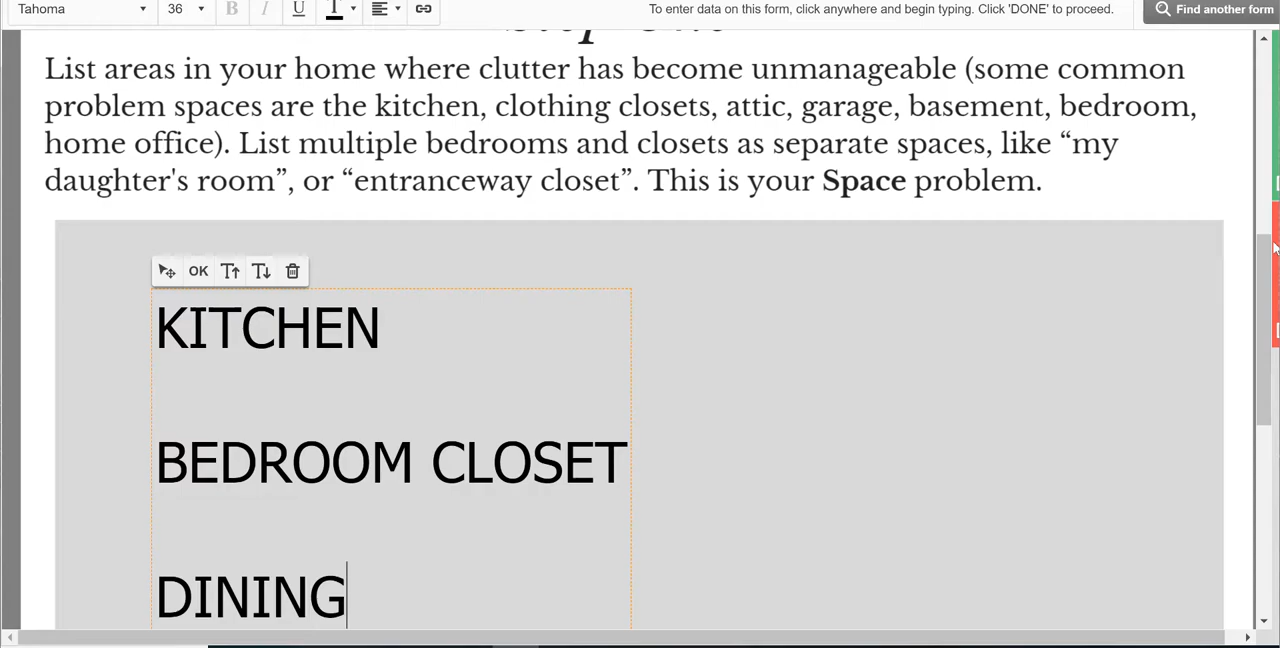 Tahoma 36 B I U T To enter data on this form, click anywhere and begin typing. Click 'DONE' to proceed. Find another form
List areas in your home where clutter has become unmanageable (some common
problem spaces are the kitchen, clothing closets, attic, garage, basement, bedroom,
home office). List multiple bedrooms and closets as separate spaces, like “my
daughter's room”, or “entranceway closet”. This is your Space problem.
OK T T
KITCHEN
BEDROOM CLOSET
DINING